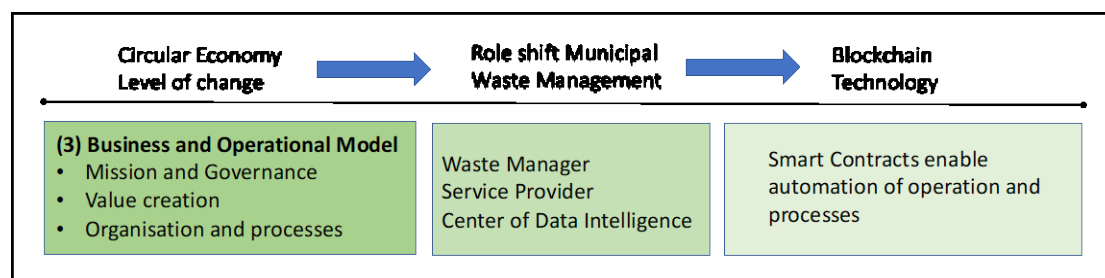 Circular Economy
Level of change
Role shift Municipal
Waste Management
Blockchain
Technology
(3) Business and Operational Model
• Mission and Governance
• Value creation
• Organisation and processes
Waste Manager
Service Provider
Center of Data Intelligence
Smart Contracts enable
automation of operation and
processes